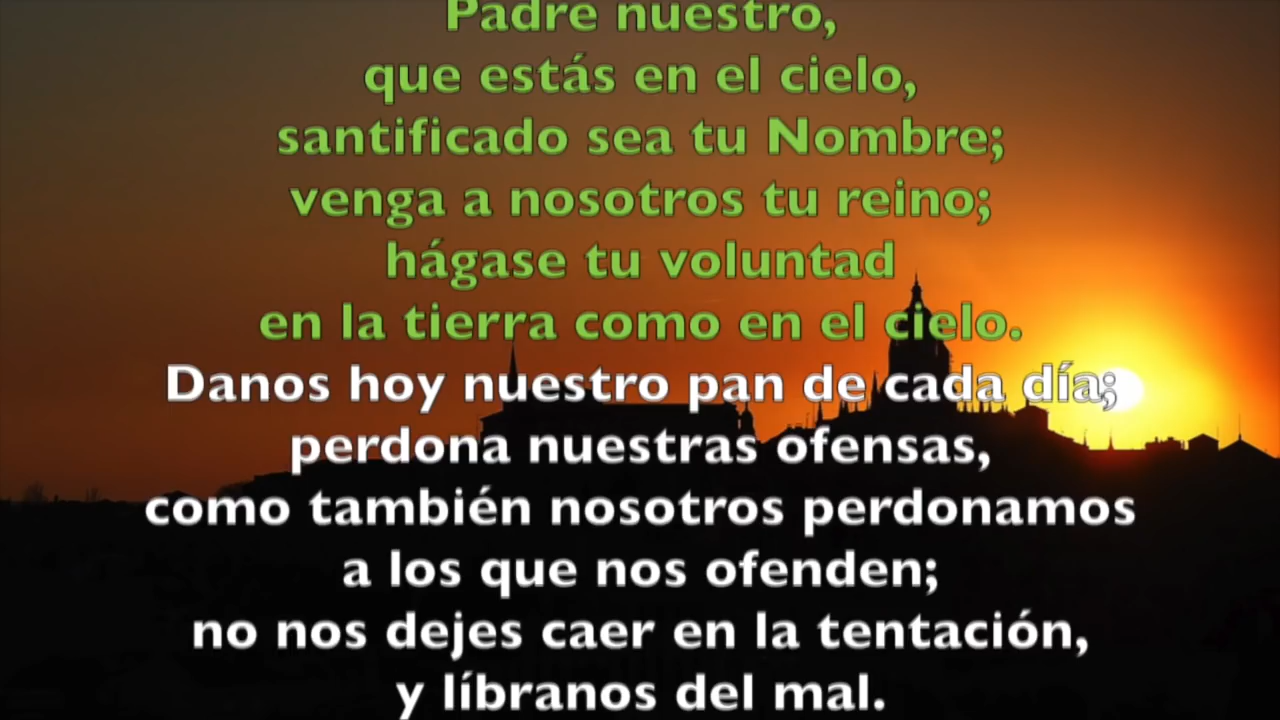 Padre nuestro,
que estás en el cielo,
santificado sea tu Nombre;
venga a nosotros tu reino;
hágase tu voluntad
en la tierra como en el cielo.
Danos hoy nuestro pan de cada día;
perdona nuestras ofensas,
como también nosotros perdonamos
a los que nos ofenden;
no nos dejes caer en la tentación,
y líbranos del mal.